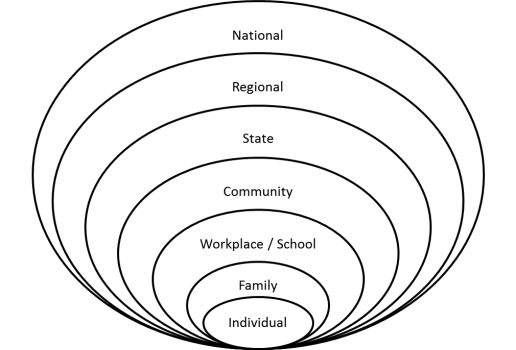 National
Regional
State
Community
Workplace / School
Family
Individual